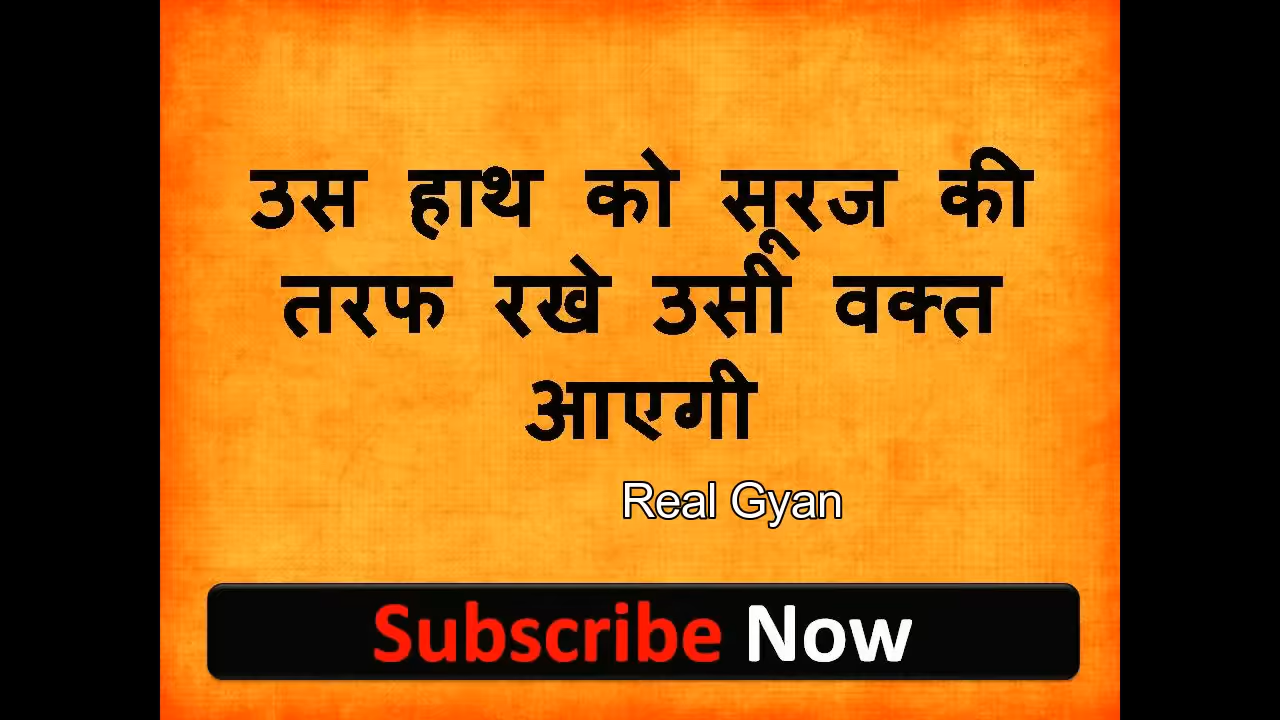 उस हाथ को सूरज की
तरफ रखे उसी वक्त
आएगी
Real Gyan
Subscribe Now